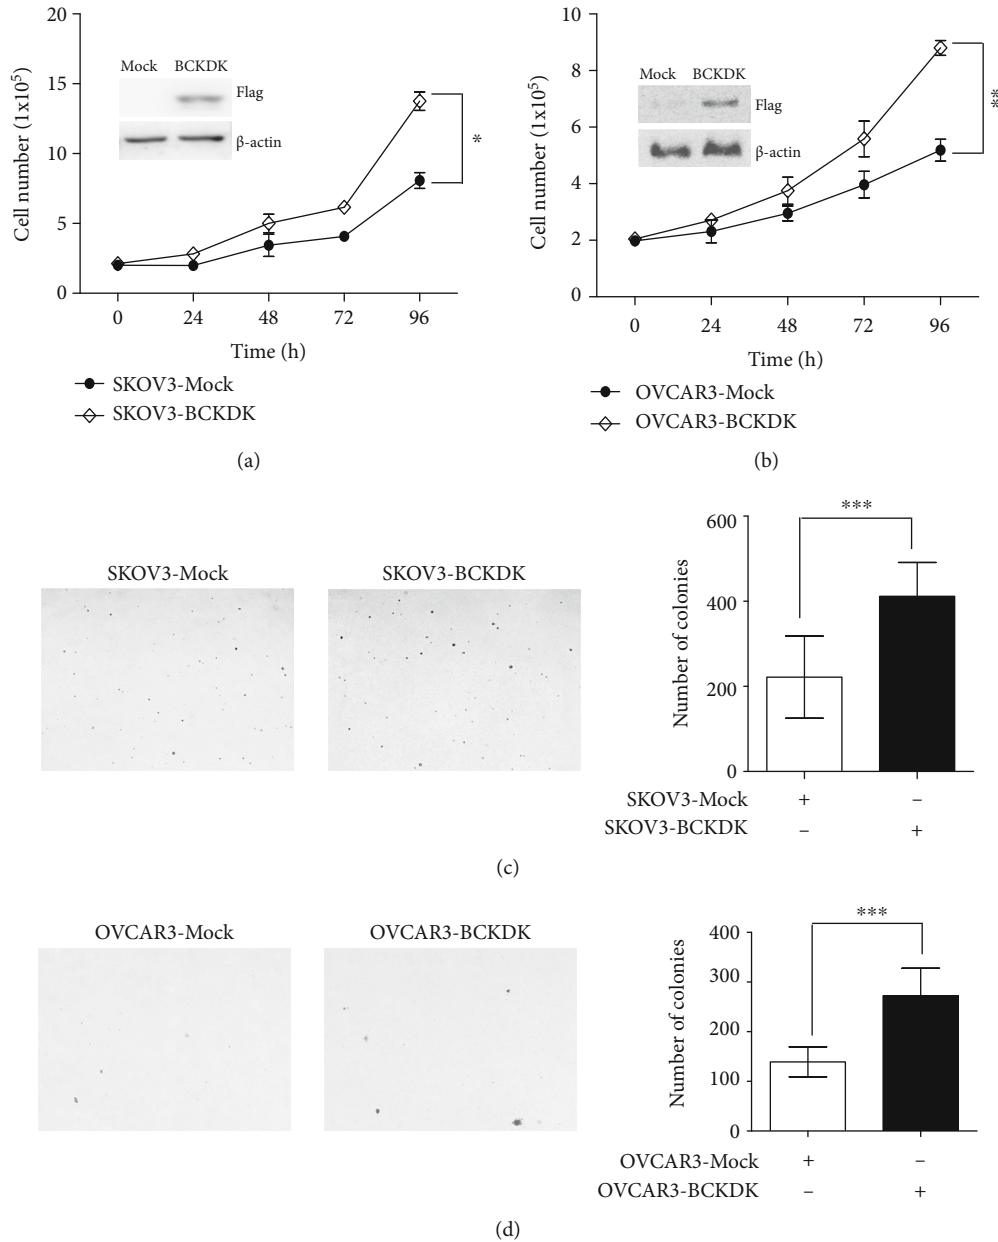 20
15
10
5
0
Cell number (1x10⁵)
Mock BCKDK
Flag
β-actin
*
0 24 48 72 96
Time (h)
SKOV3-Mock
SKOV3-BCKDK
(a)
10
8
6
4
2
0
Cell number (1x10⁵)
Mock BCKDK
Flag
β-actin
**
0 24 48 72 96
Time (h)
OVCAR3-Mock
OVCAR3-BCKDK
(b)
SKOV3-Mock
SKOV3-BCKDK
600
400
200
0
Number of colonies
***
SKOV3-Mock + –
SKOV3-BCKDK – +
(c)
OVCAR3-Mock
OVCAR3-BCKDK
400
300
200
100
0
Number of colonies
***
OVCAR3-Mock + –
OVCAR3-BCKDK – +
(d)